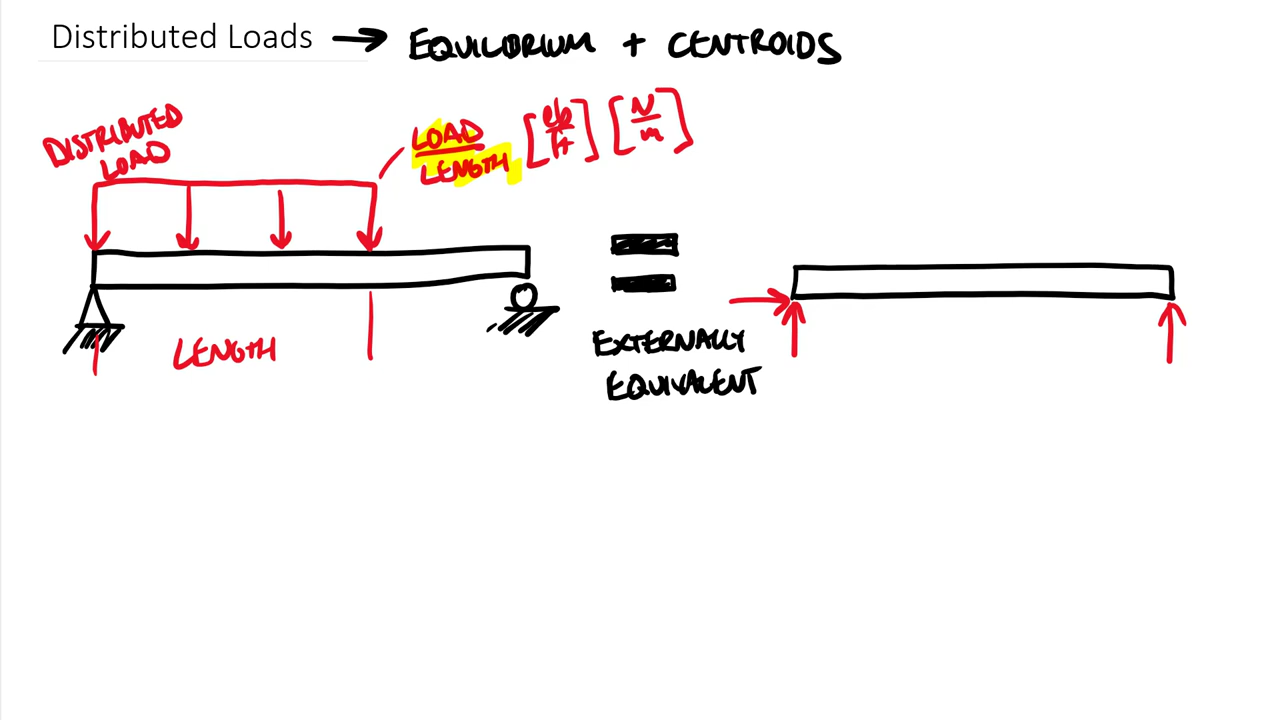 Distributed Loads → EQUILIBRIUM + CENTROIDS
DISTRIBUTED
LOAD
LOAD
LENGTH
[lb/ft] [N/m]
LENGTH
=
EXTERNALLY
EQUIVALENT